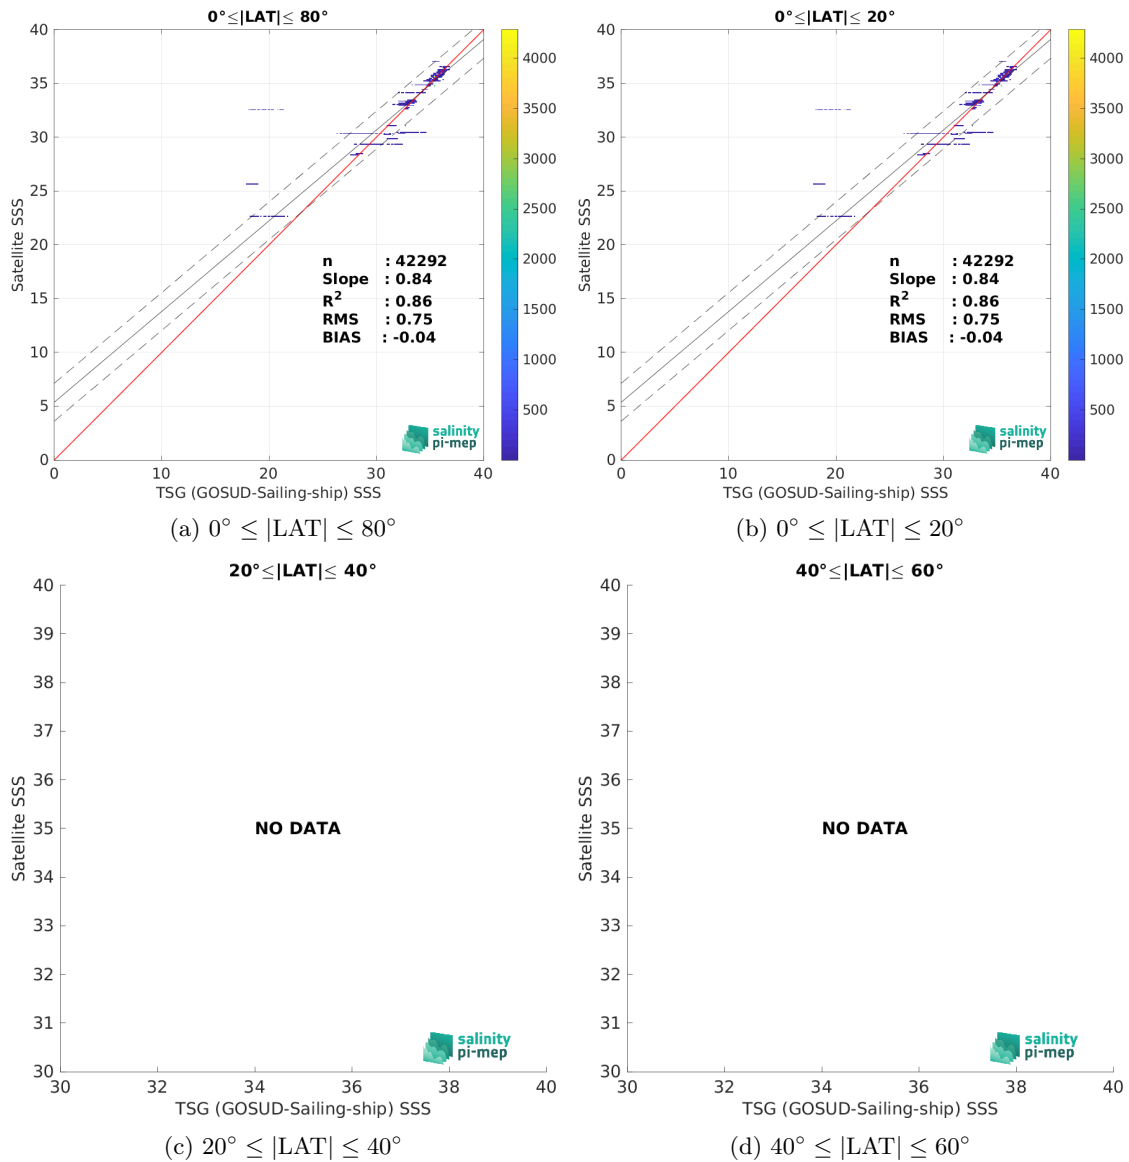 0°≤|LAT|≤ 80°
40
35
30
25
20
15
10
5
0
Satellite SSS
n : 42292
Slope : 0.84
R² : 0.86
RMS : 0.75
BIAS : -0.04
salinity
pi-mep
0 10 20 30 40
TSG (GOSUD-Sailing-ship) SSS
4000
3500
3000
2500
2000
1500
1000
500
(a) 0° ≤ |LAT| ≤ 80°
0°≤|LAT|≤ 20°
40
35
30
25
20
15
10
5
0
Satellite SSS
n : 42292
Slope : 0.84
R² : 0.86
RMS : 0.75
BIAS : -0.04
salinity
pi-mep
0 10 20 30 40
TSG (GOSUD-Sailing-ship) SSS
4000
3500
3000
2500
2000
1500
1000
500
(b) 0° ≤ |LAT| ≤ 20°
20°≤|LAT|≤ 40°
40
39
38
37
36
35
34
33
32
31
30
Satellite SSS
NO DATA
salinity
pi-mep
30 32 34 36 38 40
TSG (GOSUD-Sailing-ship) SSS
(c) 20° ≤ |LAT| ≤ 40°
40°≤|LAT|≤ 60°
40
39
38
37
36
35
34
33
32
31
30
Satellite SSS
NO DATA
salinity
pi-mep
30 32 34 36 38 40
TSG (GOSUD-Sailing-ship) SSS
(d) 40° ≤ |LAT| ≤ 60°